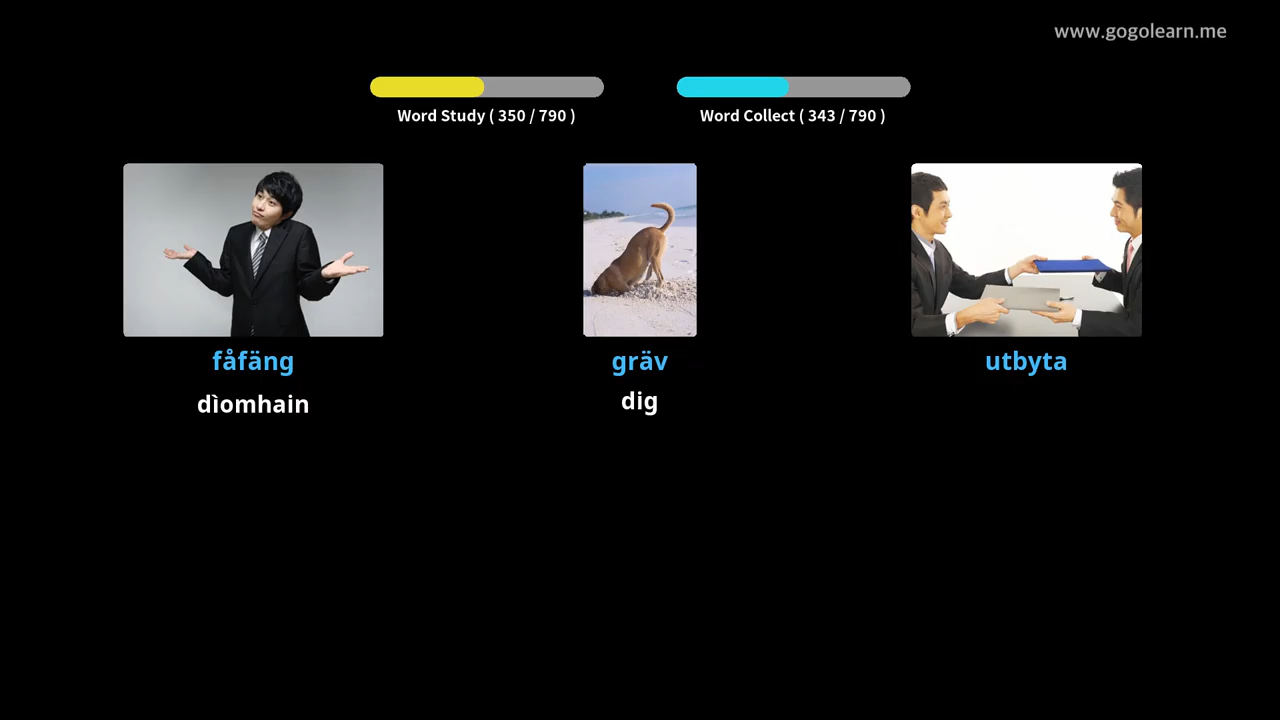 www.gogolearn.me
Word Study ( 350 / 790 )
Word Collect ( 343 / 790 )
fåfäng
gräv
utbyta
dìomhain
dig